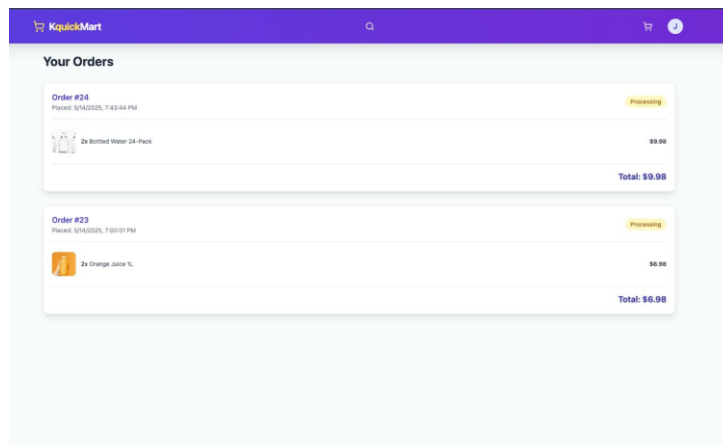 KquickMart
J
Your Orders
Order #24
Processing
Placed: 5/14/2025, 7:43:44 PM
2x Bottled Water 24-Pack
$9.98
Total: $9.98
Order #23
Processing
Placed: 5/14/2025, 7:00:01 PM
2x Orange Juice 1L
$6.98
Total: $6.98